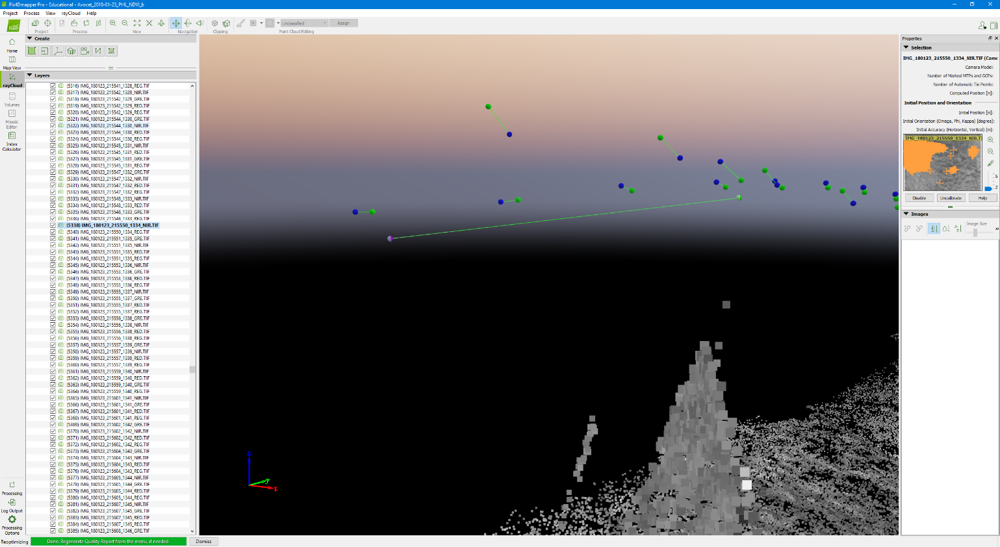 Pix4Dmapper Pro - Educational - Avocet_2018-01-23_PHL_NDVI_b
Project Process View rayCloud Help
Project Process View Navigation Clipping Point Cloud Editing
Unclassified Assign
Home
Map View
rayCloud
Volumes
Mosaic Editor
Index Calculator
Processing
Log Output
Processing Options
Create
Layers
(5316) IMG_180123_215541_1328_REG.TIF
(5317) IMG_180123_215542_1329_NIR.TIF
(5318) IMG_180123_215542_1329_GRE.TIF
(5319) IMG_180123_215542_1329_RED.TIF
(5320) IMG_180123_215542_1329_REG.TIF
(5321) IMG_180123_215544_1330_GRE.TIF
(5322) IMG_180123_215544_1330_NIR.TIF
(5323) IMG_180123_215544_1330_RED.TIF
(5324) IMG_180123_215544_1330_REG.TIF
(5325) IMG_180123_215545_1331_NIR.TIF
(5326) IMG_180123_215545_1331_RED.TIF
(5327) IMG_180123_215545_1331_GRE.TIF
(5328) IMG_180123_215545_1331_REG.TIF
(5329) IMG_180123_215547_1332_GRE.TIF
(5330) IMG_180123_215547_1332_NIR.TIF
(5331) IMG_180123_215547_1332_RED.TIF
(5332) IMG_180123_215547_1332_REG.TIF
(5333) IMG_180123_215548_1333_NIR.TIF
(5334) IMG_180123_215548_1333_RED.TIF
(5335) IMG_180123_215548_1333_GRE.TIF
(5336) IMG_180123_215548_1333_REG.TIF
(5338) IMG_180123_215550_1334_NIR.TIF
(5340) IMG_180123_215550_1334_REG.TIF
(5341) IMG_180123_215551_1335_GRE.TIF
(5342) IMG_180123_215551_1335_NIR.TIF
(5343) IMG_180123_215551_1335_RED.TIF
(5344) IMG_180123_215551_1335_REG.TIF
(5345) IMG_180123_215553_1336_NIR.TIF
(5346) IMG_180123_215553_1336_GRE.TIF
(5347) IMG_180123_215553_1336_RED.TIF
(5348) IMG_180123_215553_1336_REG.TIF
(5349) IMG_180123_215555_1337_NIR.TIF
(5350) IMG_180123_215555_1337_GRE.TIF
(5351) IMG_180123_215555_1337_RED.TIF
(5352) IMG_180123_215555_1337_REG.TIF
(5353) IMG_180123_215556_1338_GRE.TIF
(5354) IMG_180123_215556_1338_NIR.TIF
(5355) IMG_180123_215556_1338_RED.TIF
(5356) IMG_180123_215556_1338_REG.TIF
(5357) IMG_180123_215557_1339_GRE.TIF
(5358) IMG_180123_215557_1339_NIR.TIF
(5359) IMG_180123_215557_1339_RED.TIF
(5360) IMG_180123_215557_1339_REG.TIF
(5361) IMG_180123_215559_1340_NIR.TIF
(5362) IMG_180123_215559_1340_RED.TIF
(5363) IMG_180123_215559_1340_GRE.TIF
(5364) IMG_180123_215559_1340_REG.TIF
(5365) IMG_180123_215601_1341_NIR.TIF
(5366) IMG_180123_215601_1341_GRE.TIF
(5367) IMG_180123_215601_1341_RED.TIF
(5368) IMG_180123_215601_1341_REG.TIF
(5369) IMG_180123_215602_1342_GRE.TIF
(5370) IMG_180123_215602_1342_NIR.TIF
(5371) IMG_180123_215602_1342_RED.TIF
(5372) IMG_180123_215602_1342_REG.TIF
(5373) IMG_180123_215604_1343_GRE.TIF
(5374) IMG_180123_215604_1343_NIR.TIF
(5375) IMG_180123_215604_1343_RED.TIF
(5376) IMG_180123_215604_1343_REG.TIF
(5377) IMG_180123_215605_1344_NIR.TIF
(5378) IMG_180123_215605_1344_GRE.TIF
(5379) IMG_180123_215605_1344_RED.TIF
(5380) IMG_180123_215605_1344_REG.TIF
(5381) IMG_180123_215607_1345_NIR.TIF
(5382) IMG_180123_215607_1345_GRE.TIF
(5383) IMG_180123_215607_1345_RED.TIF
(5384) IMG_180123_215607_1345_REG.TIF
(5385) IMG_180123_215608_1346_GRE.TIF
Z
Y
X
Properties
Selection
IMG_180123_215550_1334_NIR.TIF (Camc
Camera Model:
Number of Marked MTPs and GCPs:
Number of Automatic Tie Points:
Computed Position [m]:
Initial Position and Orientation
Initial Position [m]:
Initial Orientation (Omega, Phi, Kappa) [degree]:
Initial Accuracy (Horizontal, Vertical) [m]:
IMG_180123_215550_1334_NIR.TI
6
2
Disable Uncalibrate Help
Images
Image Size
Reoptimizing Done. Regenerate Quality Report from the menu, if needed. Dismiss